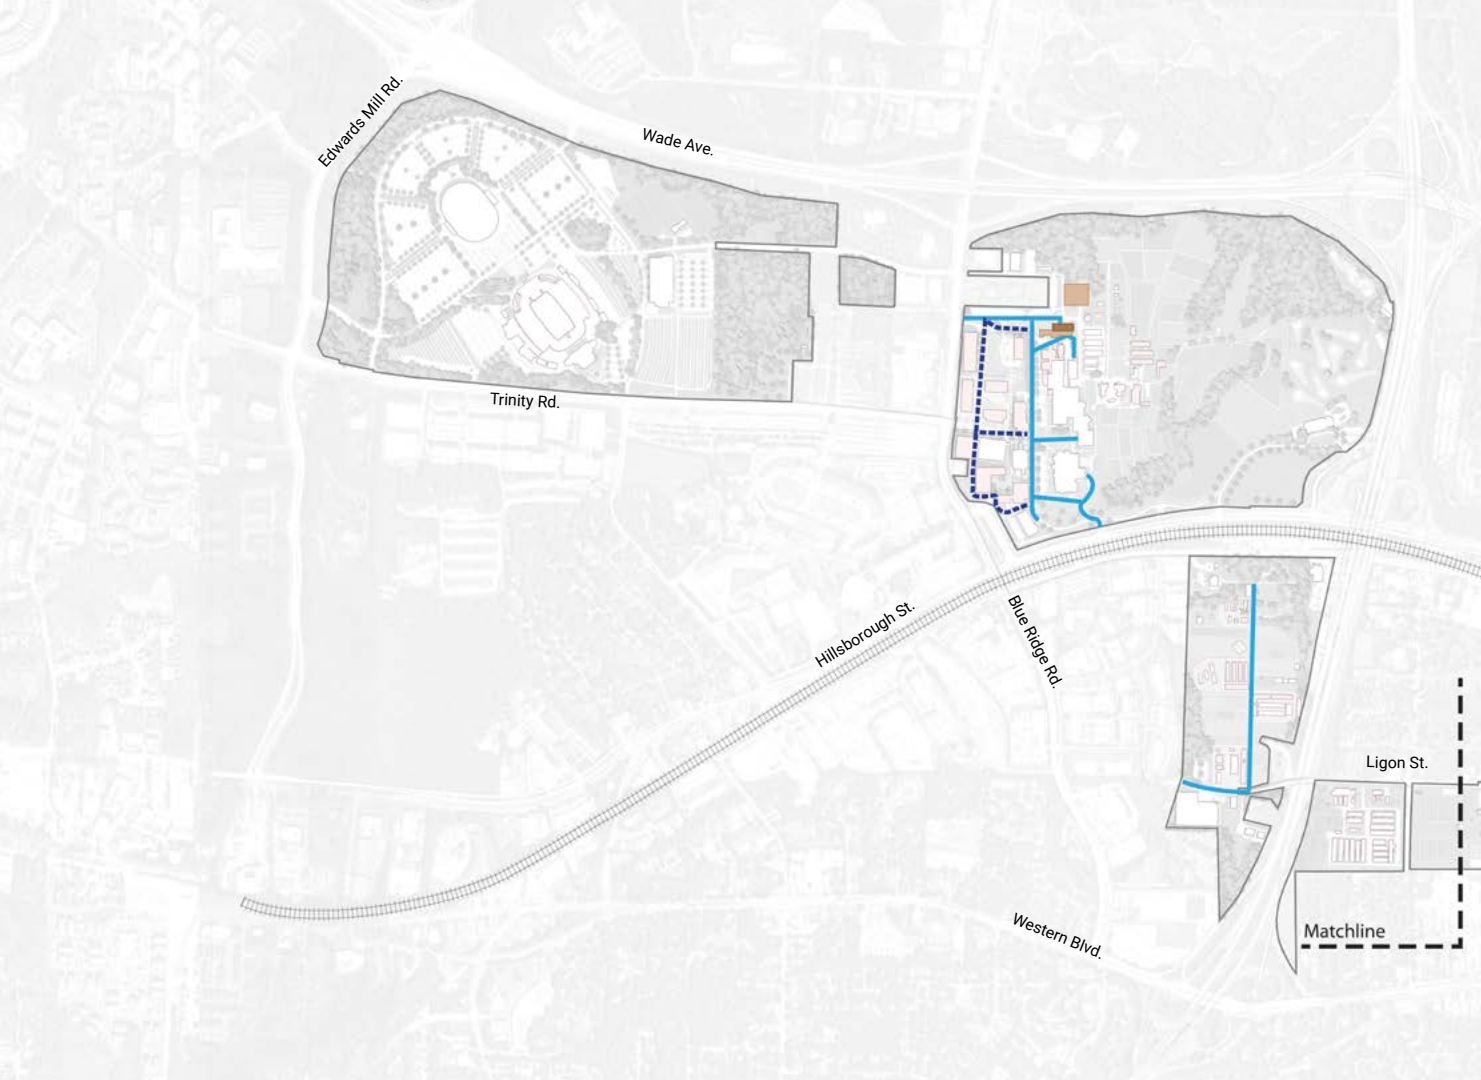 Edwards Mill Rd.
Wade Ave.
Trinity Rd.
Hillsborough St.
Blue Ridge Rd.
Ligon St.
Western Blvd.
Matchline